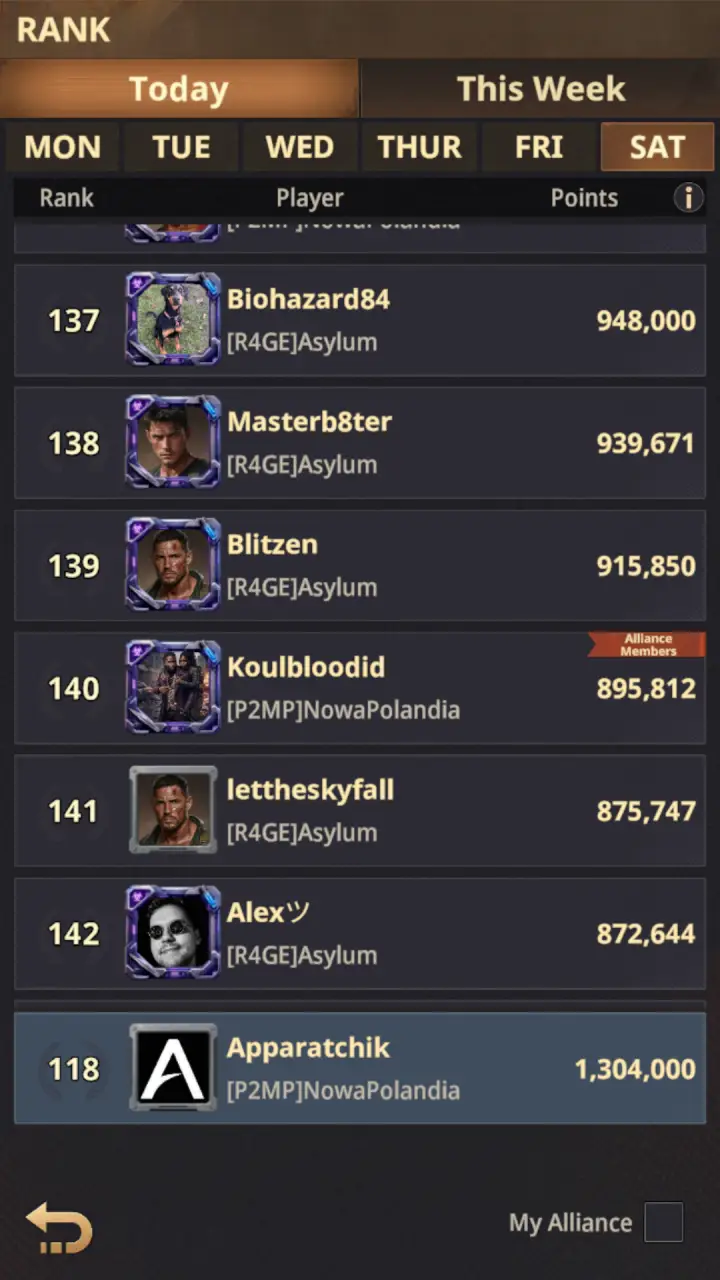 RANK
Today
This Week
MON
TUE
WED
THUR
FRI
SAT
Rank
Player
Points
[P2MP]NowaPolandia
137
Biohazard84
[R4GE]Asylum
948,000
138
Masterb8ter
[R4GE]Asylum
939,671
139
Blitzen
[R4GE]Asylum
915,850
Alliance
Members
140
Koulbloodid
[P2MP]NowaPolandia
895,812
141
lettheskyfall
[R4GE]Asylum
875,747
142
Alexツ
[R4GE]Asylum
872,644
118
Apparatchik
[P2MP]NowaPolandia
1,304,000
My Alliance